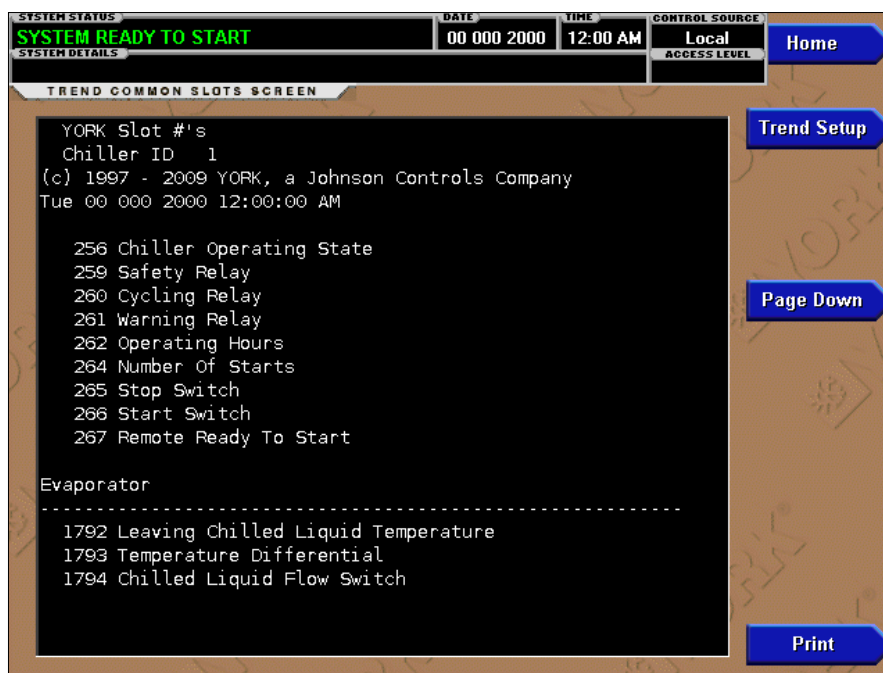 SYSTEM STATUS
SYSTEM READY TO START
DATE
00 000 2000
TIME
12:00 AM
CONTROL SOURCE
Local
SYSTEM DETAILS
ACCESS LEVEL
Home
TREND COMMON SLOTS SCREEN
Trend Setup
YORK Slot #'s
Chiller ID 1
(c) 1997 - 2009 YORK, a Johnson Controls Company
Tue 00 000 2000 12:00:00 AM
256 Chiller Operating State
259 Safety Relay
260 Cycling Relay
261 Warning Relay
262 Operating Hours
264 Number Of Starts
265 Stop Switch
266 Start Switch
267 Remote Ready To Start
Page Down
Evaporator
--------------------------------------------------------
1792 Leaving Chilled Liquid Temperature
1793 Temperature Differential
1794 Chilled Liquid Flow Switch
Print
YORK